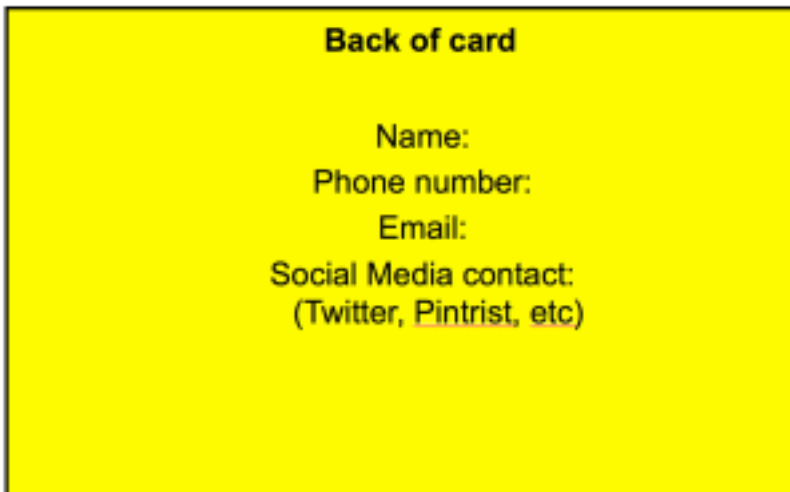 Back of card
Name:
Phone number:
Email:
Social Media contact:
(Twitter, Pintrist, etc)